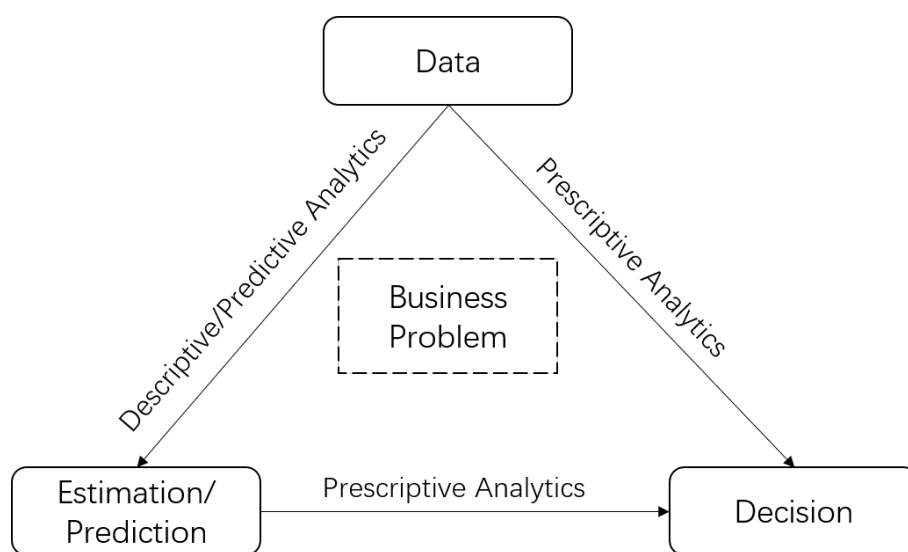 Data
Descriptive/Predictive Analytics
Prescriptive Analytics
Business
Problem
Estimation/
Prediction
Prescriptive Analytics
Decision